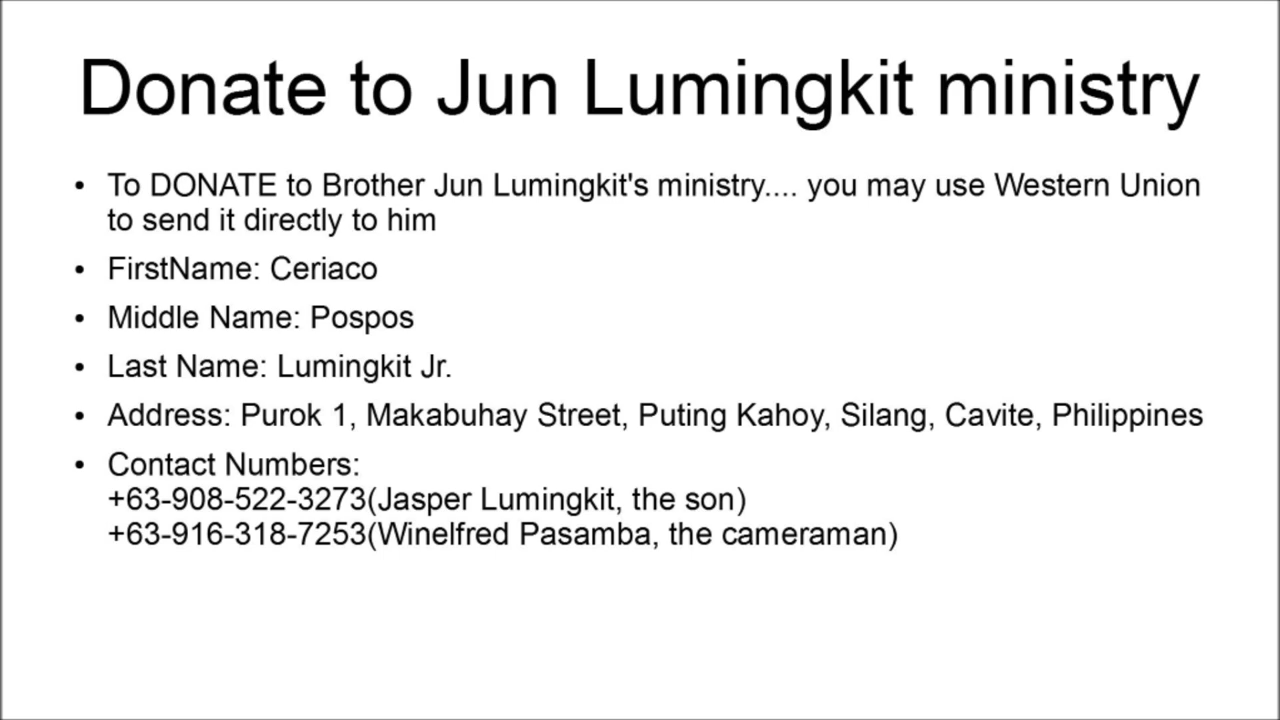 Donate to Jun Lumingkit ministry
• To DONATE to Brother Jun Lumingkit's ministry.... you may use Western Union
to send it directly to him
• FirstName: Ceriaco
• Middle Name: Pospos
• Last Name: Lumingkit Jr.
• Address: Purok 1, Makabuhay Street, Puting Kahoy, Silang, Cavite, Philippines
• Contact Numbers:
+63-908-522-3273(Jasper Lumingkit, the son)
+63-916-318-7253(Winelfred Pasamba, the cameraman)